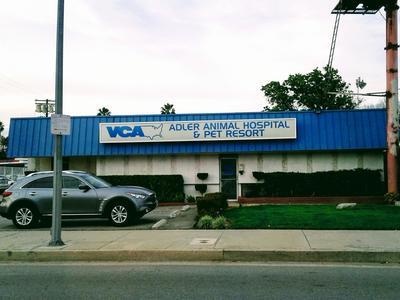 VCA ADLER ANIMAL HOSPITAL
& PET RESORT